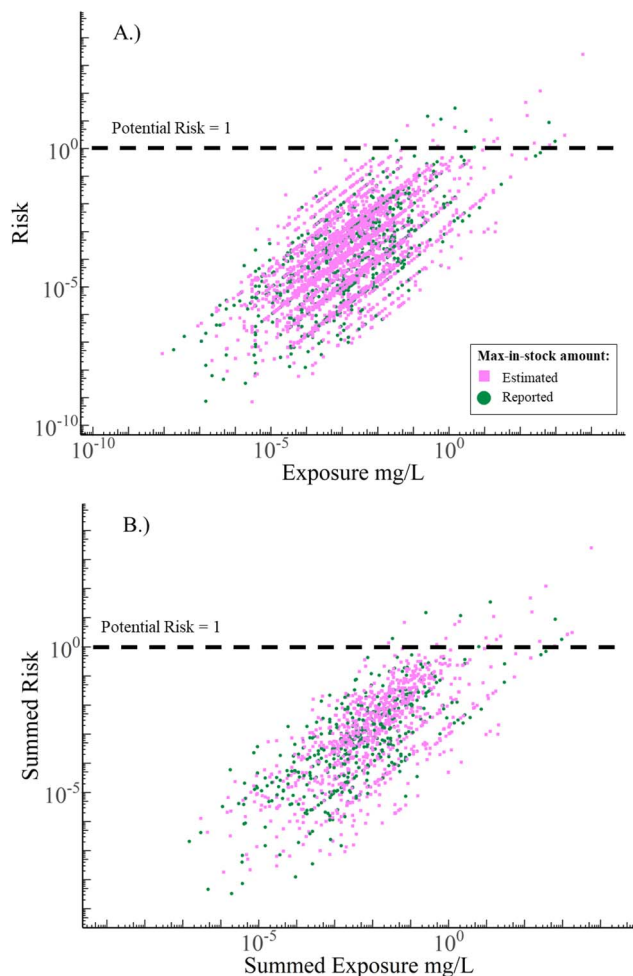 A.)
Potential Risk = 1
Risk
10^0
10^-5
10^-10
10^-10
10^-5
10^0
Exposure mg/L
Max-in-stock amount:
Estimated
Reported
B.)
Potential Risk = 1
Summed Risk
10^0
10^-5
10^-5
10^0
Summed Exposure mg/L